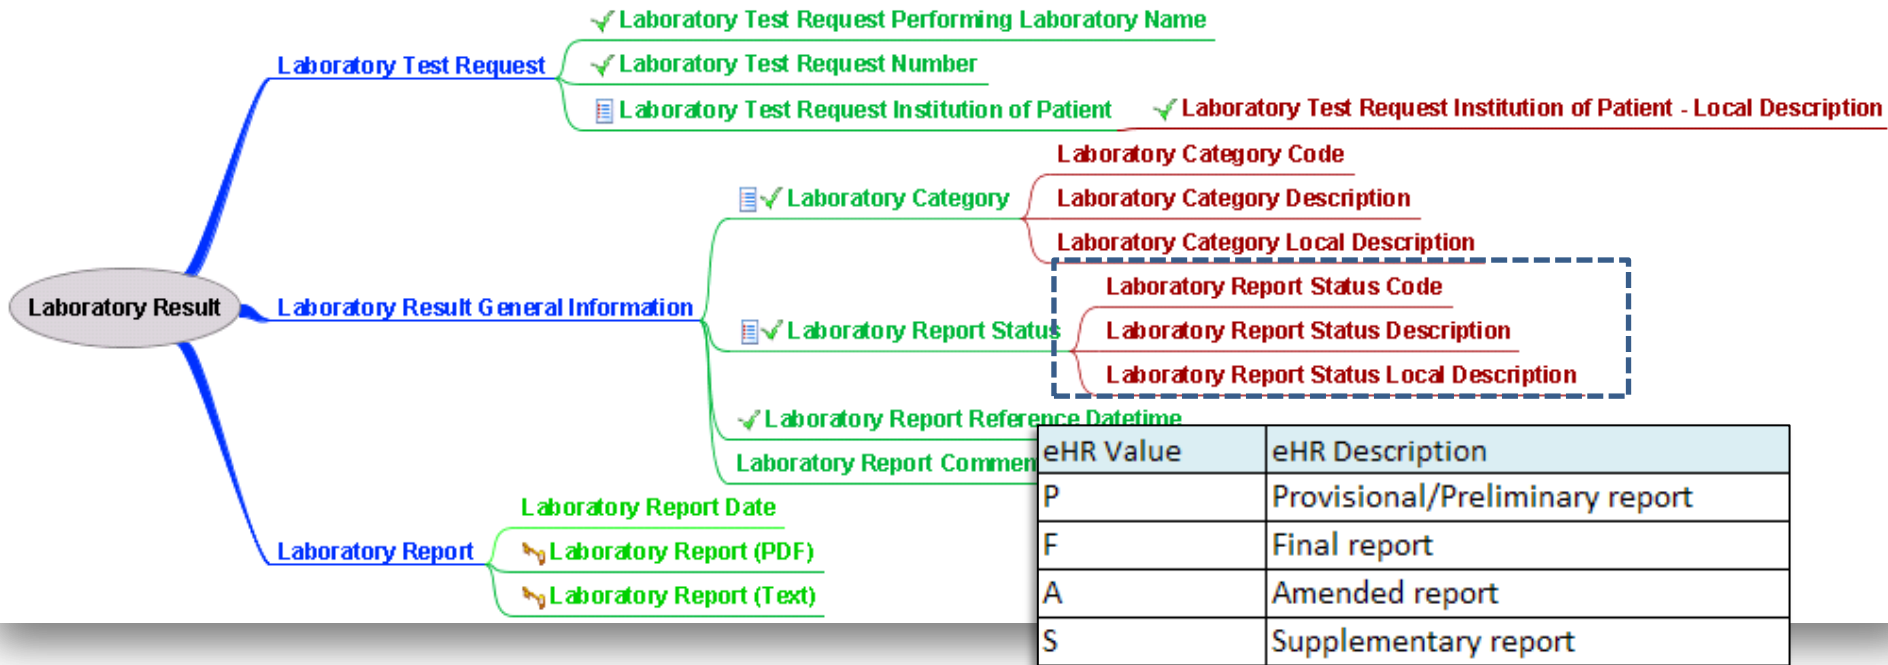 Laboratory Test Request Performing Laboratory Name
Laboratory Test Request
Laboratory Test Request Number
Laboratory Test Request Institution of Patient
Laboratory Test Request Institution of Patient - Local Description
Laboratory Category Code
Laboratory Category
Laboratory Category Description
Laboratory Category Local Description
Laboratory Result
Laboratory Result General Information
Laboratory Report Status Code
Laboratory Report Status
Laboratory Report Status Description
Laboratory Report Status Local Description
Laboratory Report Reference Datetime
Laboratory Report Commen
Laboratory Report
Laboratory Report Date
Laboratory Report (PDF)
Laboratory Report (Text)
eHR Value eHR Description
P Provisional/Preliminary report
F Final report
A Amended report
S Supplementary report